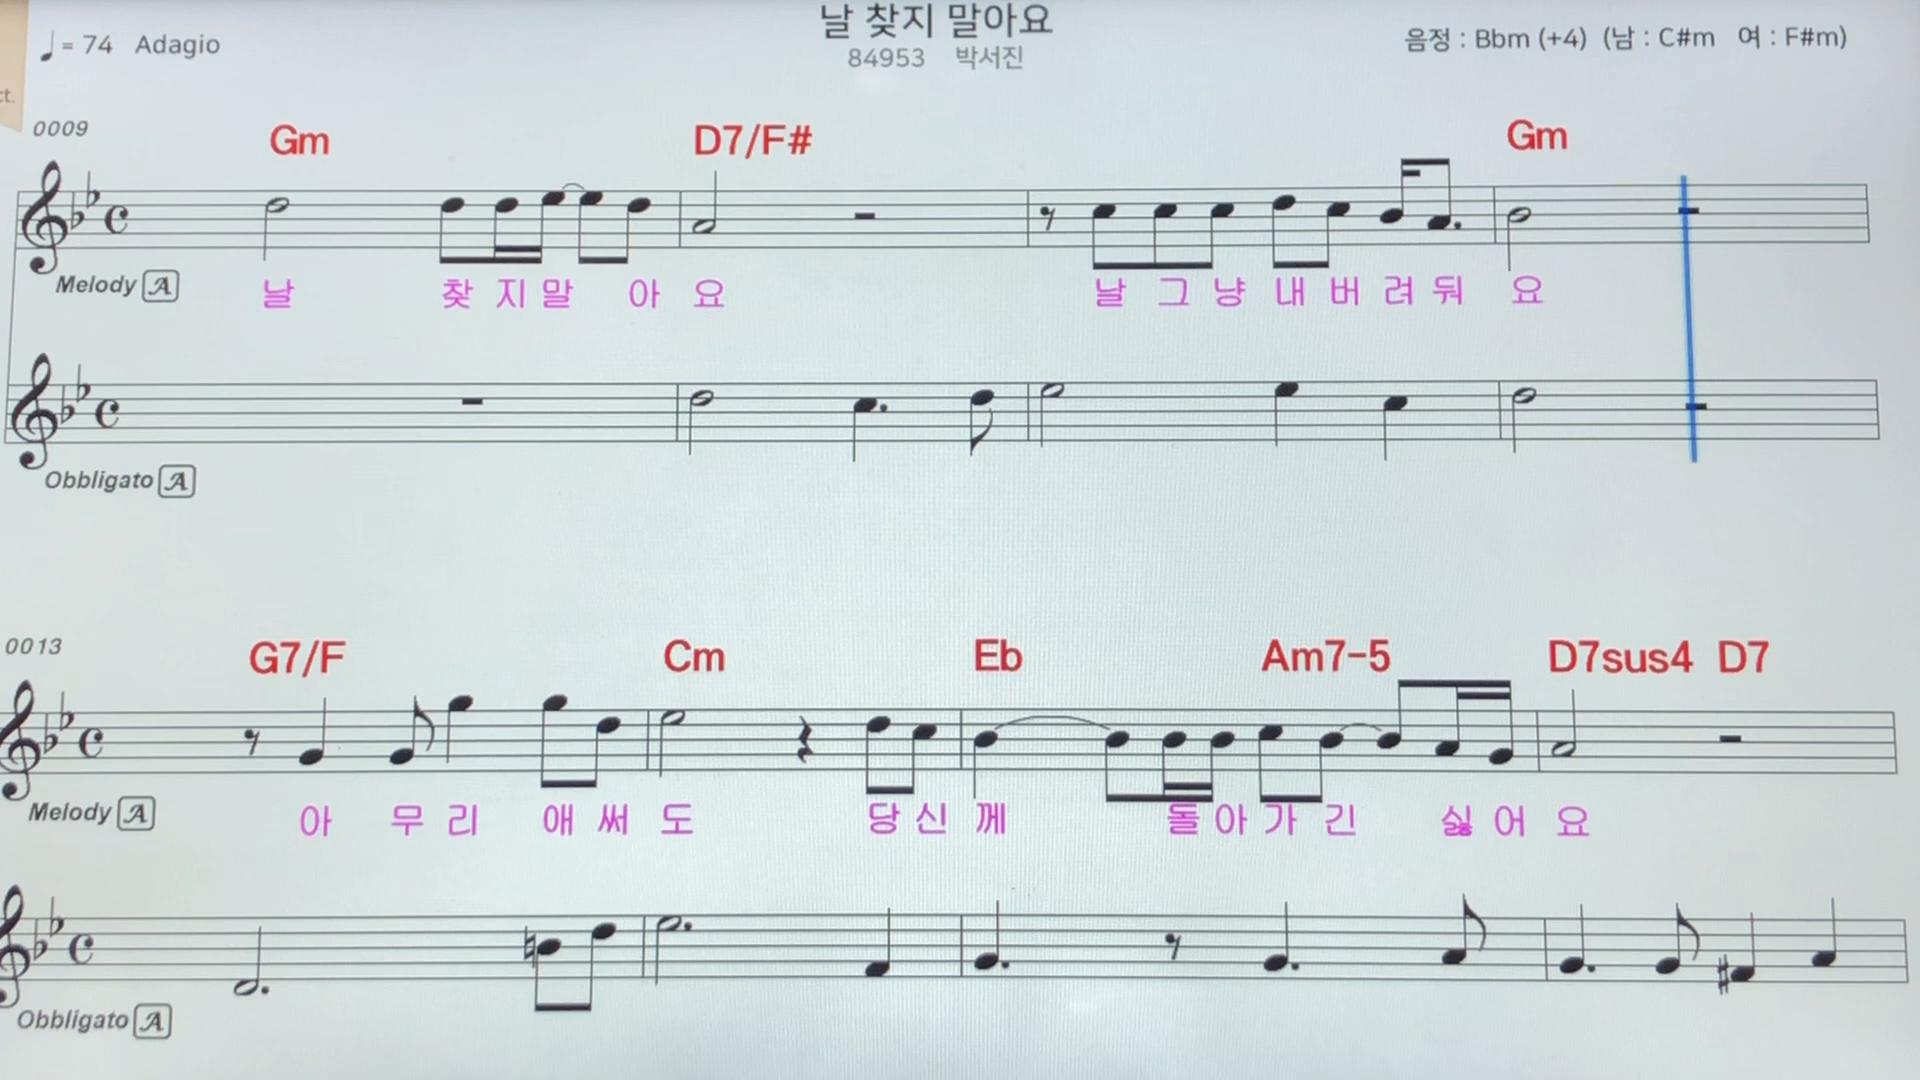 날 찾지 말아요
♩= 74 Adagio
84953 박서진
음정 : Bbm (+4) (남 : C#m 여 : F#m)
ct.
0009
Gm D7/F# Gm
Melody A
날 찾 지 말 아 요 날 그 냥 내 버 려 둬 요
Obbligato A
0013
G7/F Cm Eb Am7-5 D7sus4 D7
Melody A
아 무 리 애 써 도 당 신 께 돌 아 가 긴 싫 어 요
Obbligato A